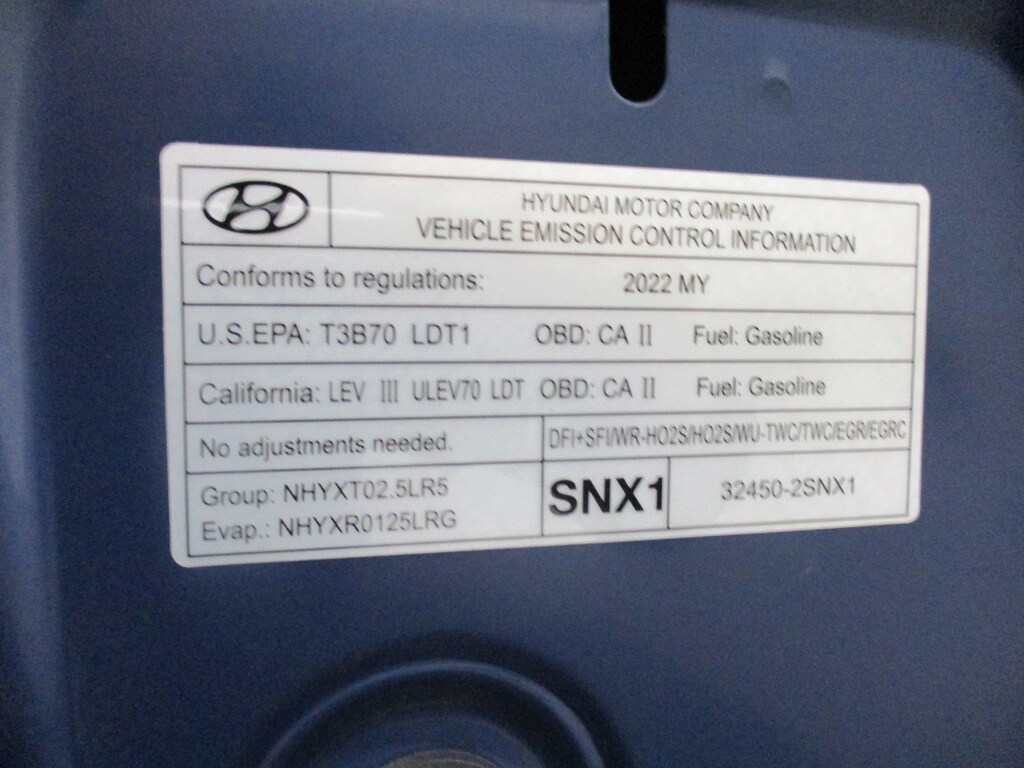 HYUNDAI MOTOR COMPANY
VEHICLE EMISSION CONTROL INFORMATION
Conforms to regulations: 2022 MY
U.S.EPA: T3B70 LDT1 OBD: CA II Fuel: Gasoline
California: LEV III ULEV70 LDT OBD: CA II Fuel: Gasoline
No adjustments needed. DFI+SFI/WR-HO2S/HO2S/WU-TWC/TWC/EGR/EGRC
Group: NHYXT02.5LR5
Evap.: NHYXR0125LRG
SNX1 32450-2SNX1